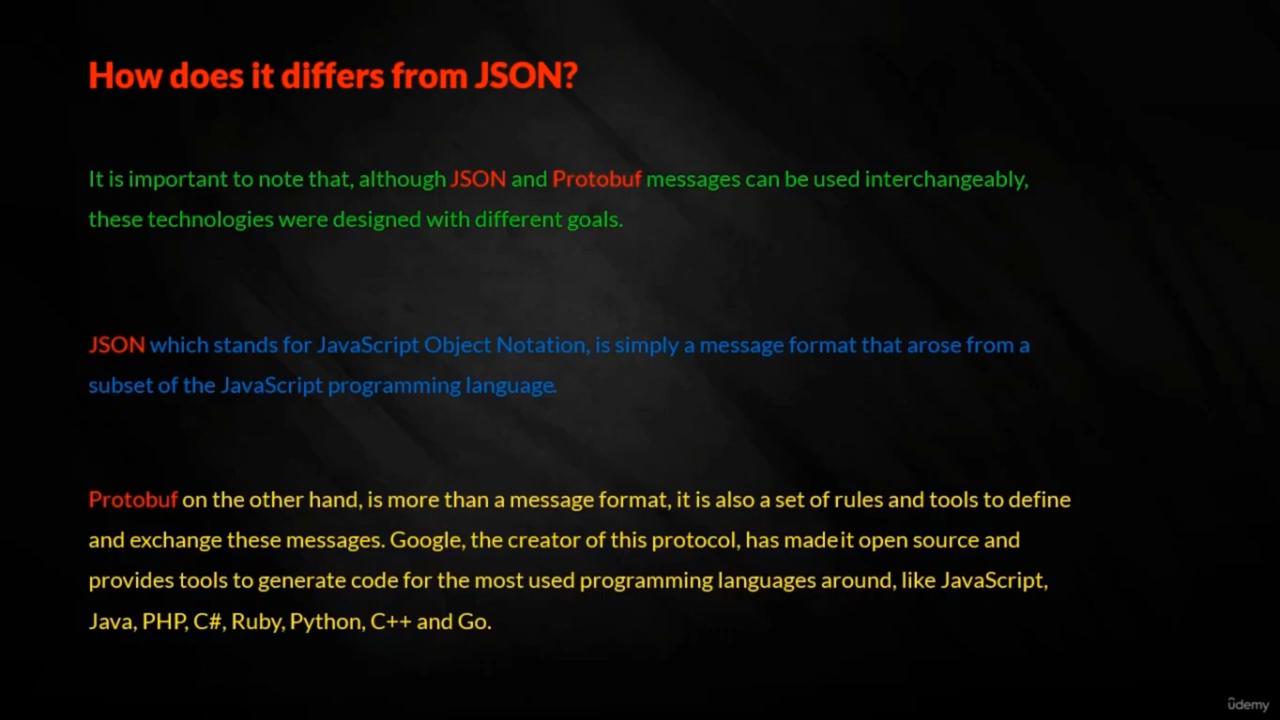 How does it differs from JSON?
It is important to note that, although JSON and Protobuf messages can be used interchangeably,
these technologies were designed with different goals.
JSON which stands for JavaScript Object Notation, is simply a message format that arose from a
subset of the JavaScript programming language.
Protobuf on the other hand, is more than a message format, it is also a set of rules and tools to define
and exchange these messages. Google, the creator of this protocol, has made it open source and
provides tools to generate code for the most used programming languages around, like JavaScript,
Java, PHP, C#, Ruby, Python, C++ and Go.
ûdemy